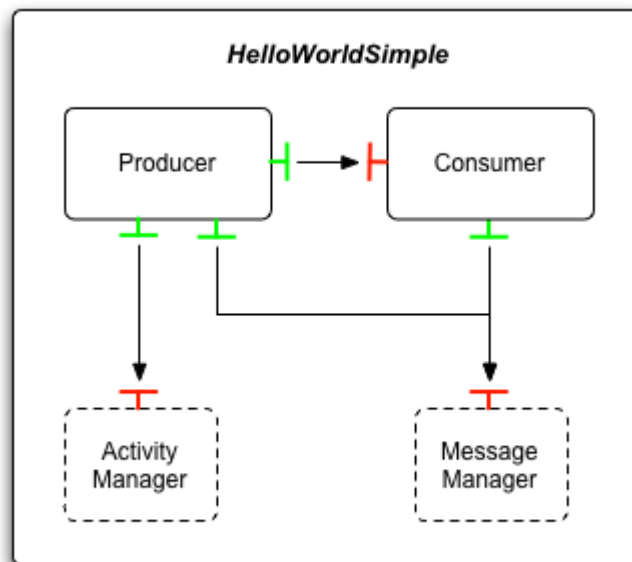 HelloWorldSimple
Producer
Consumer
Activity
Manager
Message
Manager